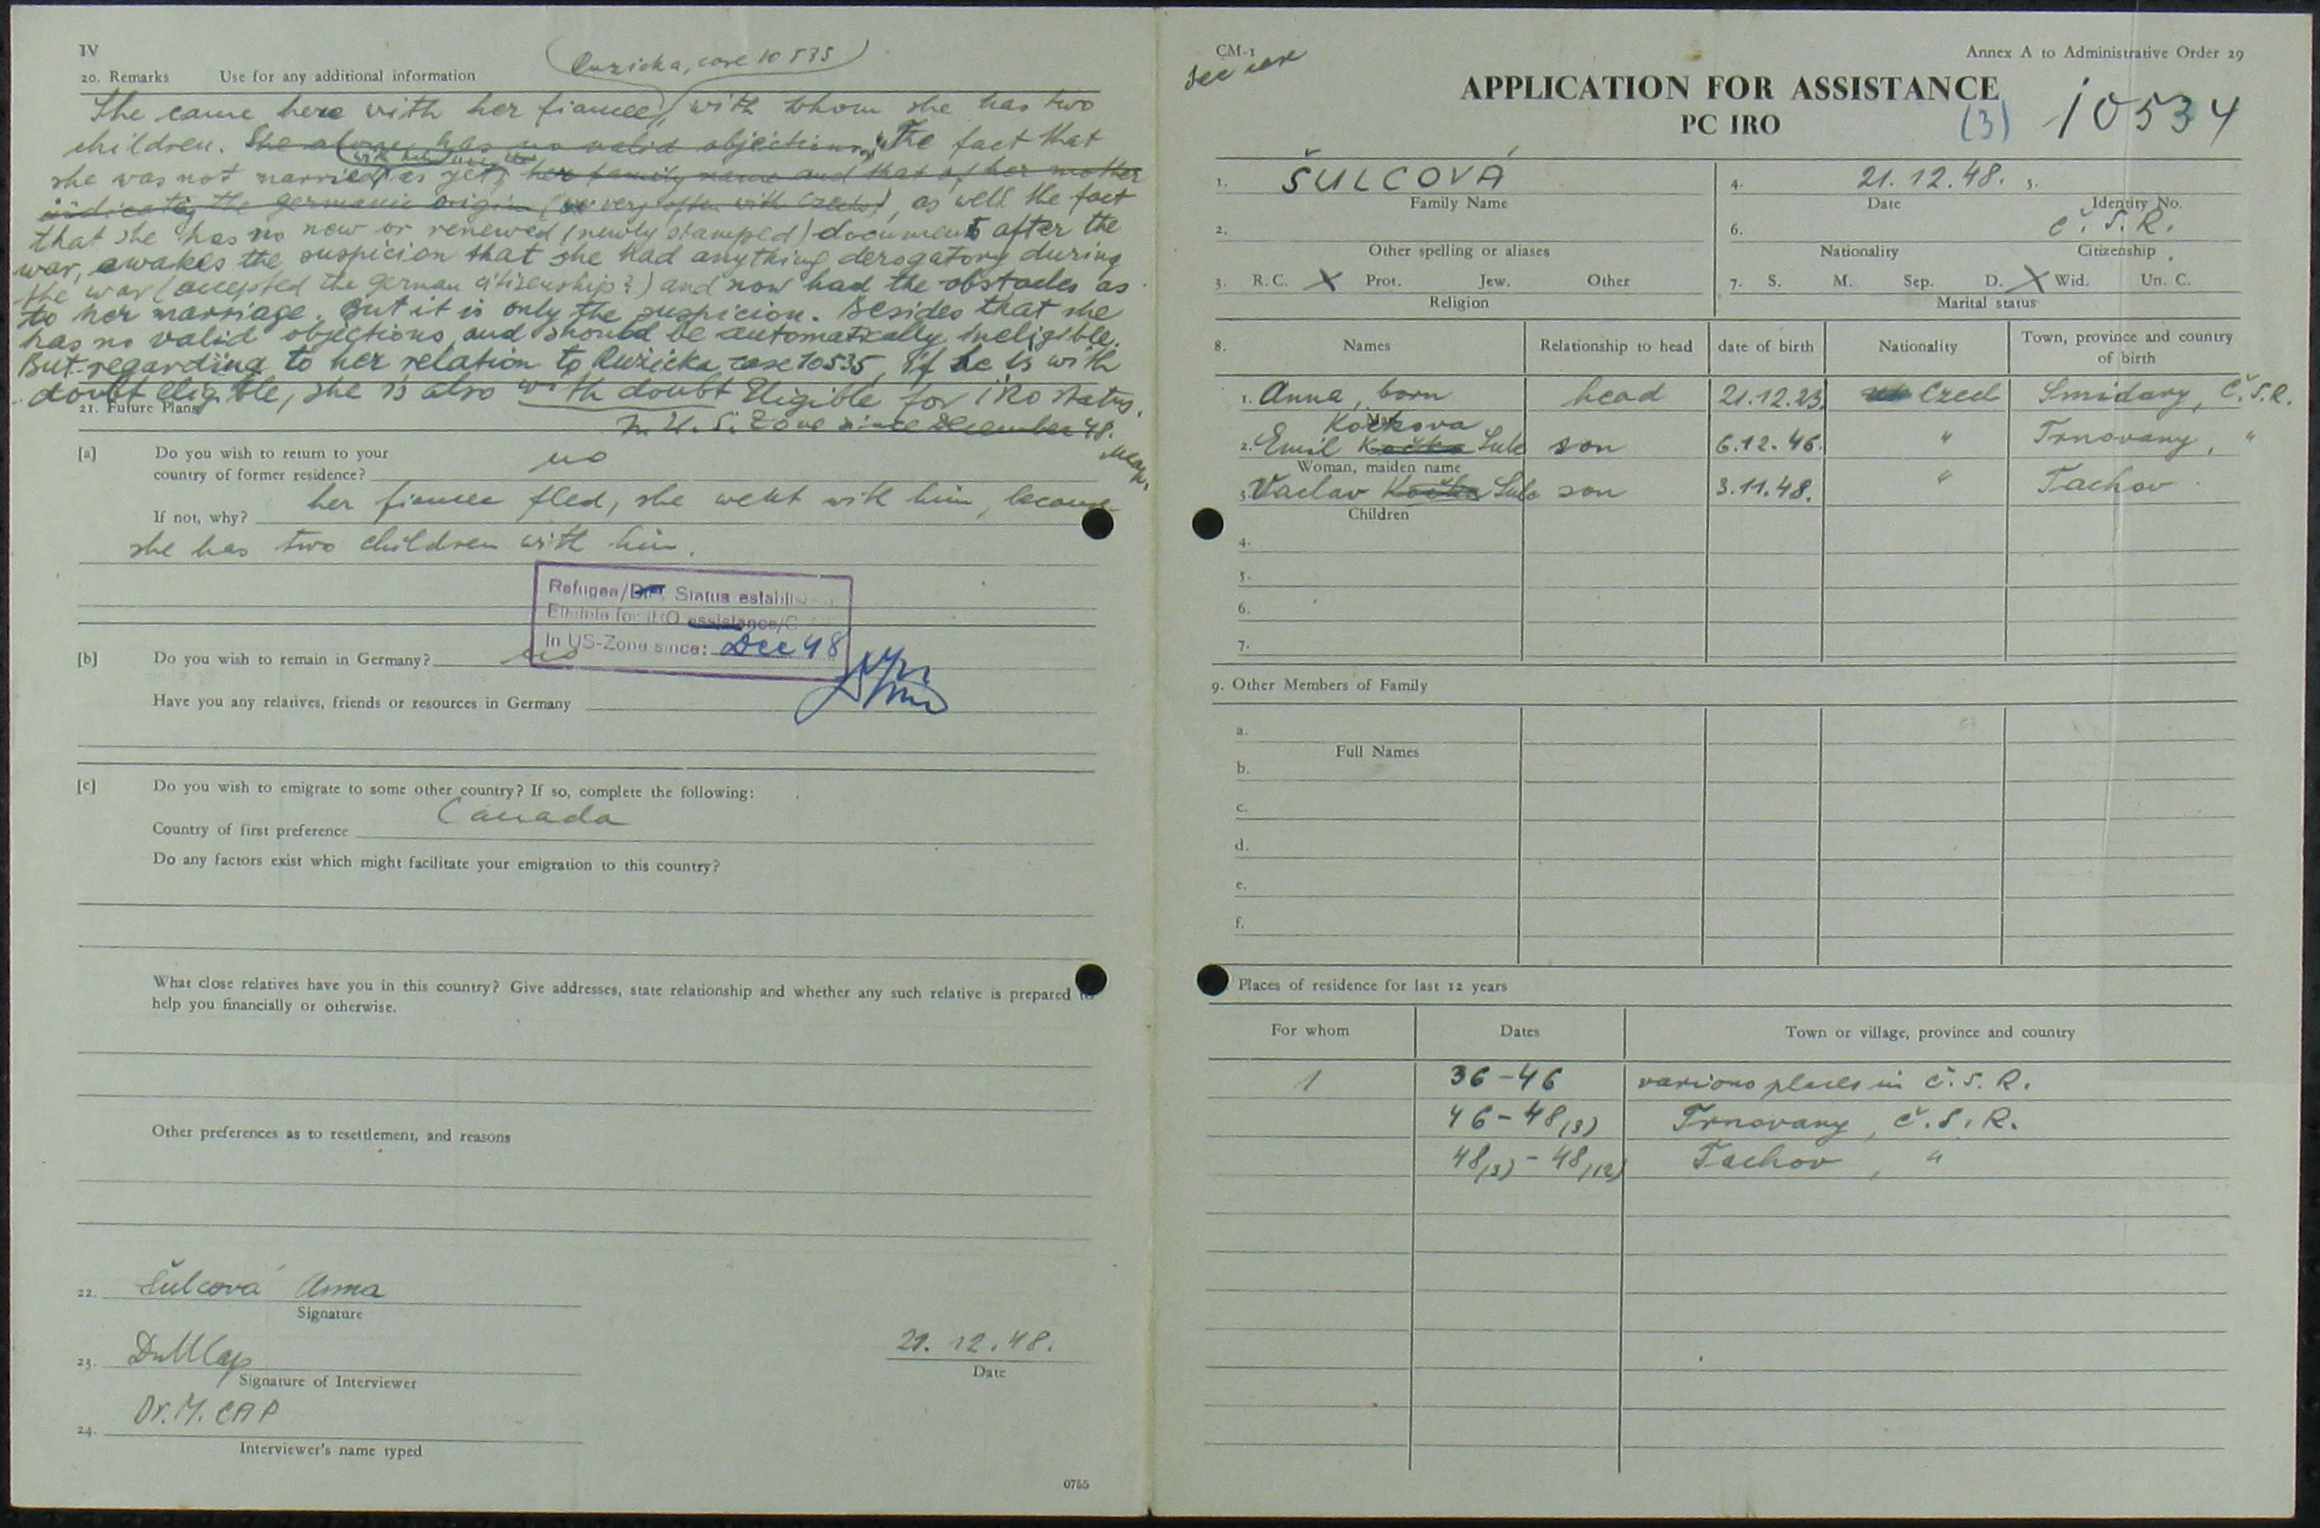 IV
20. Remarks Use for any additional information
(Ruzicka, case 10535)
She came here with her fiancee, with whom she has two
children. She alone has no valid objections. The fact that
she was not married with him as yet, her family name and that of her mother
indicating the germanic origin (as very often with Czechs), as well the fact
that she has no new or renewed (newly stamped) documents after the
war, awakes the suspicion that she had anything derogatory during
the war (accepted the german citizenship?) and now had the obstacles as
to her marriage. But it is only the suspicion. Besides that she
has no valid objections and should be automatically ineligible.
But regarding to her relation to Ruzicka case 10535, if he is with
doubt eligible, she is also with doubt Eligible for IRO status.
In U.S. Zone since December 48.
21. Future Plans
[a] Do you wish to return to your
country of former residence? no
If not, why? her fiancee fled, she went with him, because
she has two children with him.
Refugee/ Status establis
Eligible for IRO assistance/
In US-Zone since: Dec 48
[b] Do you wish to remain in Germany? no
Have you any relatives, friends or resources in Germany
[c] Do you wish to emigrate to some other country? If so, complete the following:
Country of first preference Canada
Do any factors exist which might facilitate your emigration to this country?
What close relatives have you in this country? Give addresses, state relationship and whether any such relative is prepared to
help you financially or otherwise.
Other preferences as to resettlement, and reasons
22. Šulcová Anna
Signature
23. Dr M Cap
Signature of Interviewer
21. 12. 48.
Date
Dr. M. CAP
24.
Interviewer's name typed
0755
CM-1
See case
Annex A to Administrative Order 29
APPLICATION FOR ASSISTANCE
PC IRO
(3) 10534
1. ŠULCOVÁ
Family Name
4. 21. 12. 48.
Date
5.
Identity No.
2.
Other spelling or aliases
6. Č. S. R.
Nationality Citizenship
3. R. C. X Prot. Jew. Other
Religion
7. S. M. Sep. D. X Wid. Un. C.
Marital status
8. Names Relationship to head date of birth Nationality Town, province and country
of birth
1. Anna, born head 21.12.23. Czech Smidary, Č.S.R.
Kočkova
2. Emil Kočka Sulc son 6.12.46. " Trnovany, "
Woman, maiden name
3. Vaclav Kočka Sulc son 3.11.48. " Tachov
Children
4.
5.
6.
7.
9. Other Members of Family
a.
Full Names
b.
c.
d.
e.
f.
Places of residence for last 12 years
For whom Dates Town or village, province and country
1 36-46 various places in Č.S.R.
46-48(3) Trnovany, Č.S.R.
48(3)-48(12) Tachov, "